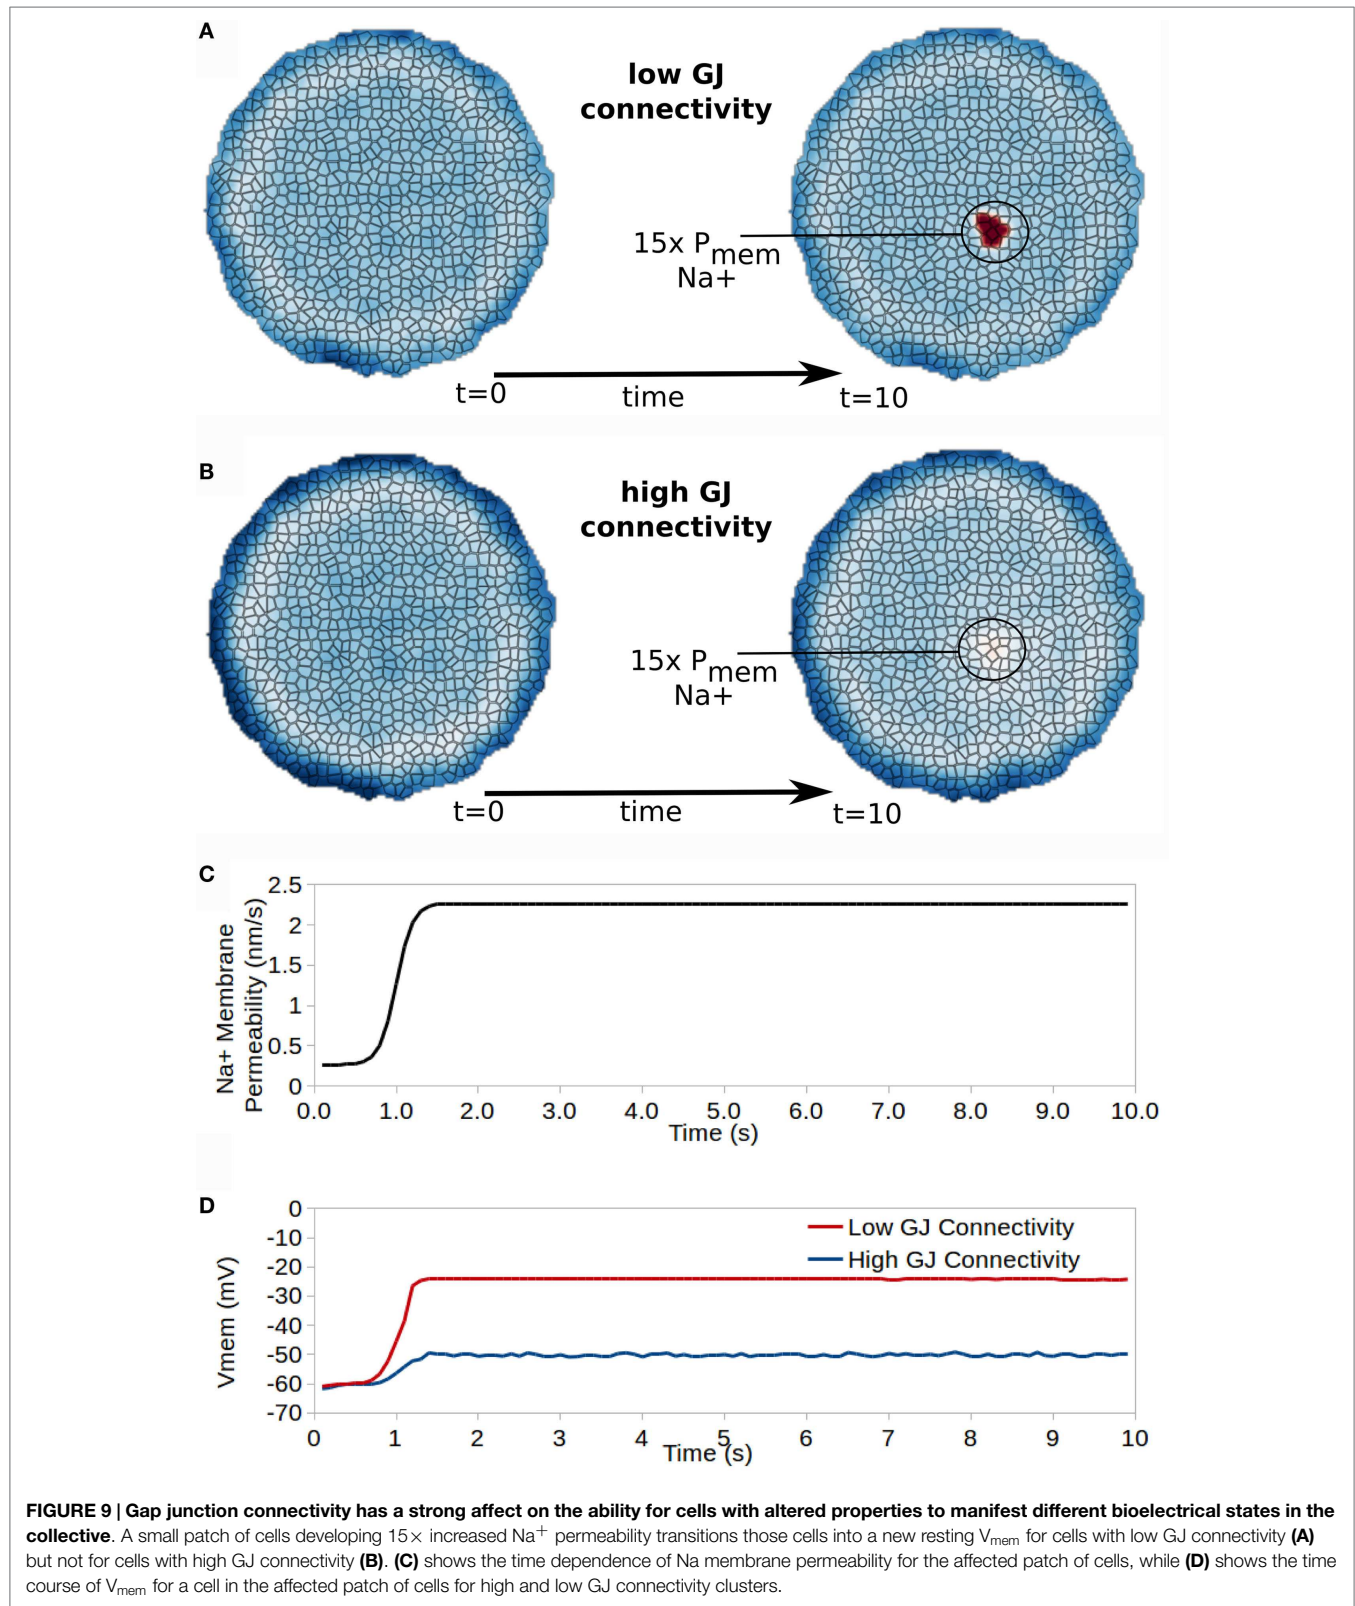 A
low GJ
connectivity
15x Pmem
Na+
t=0
time
t=10
B
high GJ
connectivity
15x Pmem
Na+
t=0
time
t=10
C
Na+ Membrane
Permeability (nm/s)
2.5
2
1.5
1
0.5
0
0.0 1.0 2.0 3.0 4.0 5.0 6.0 7.0 8.0 9.0 10.0
Time (s)
D
Vmem (mV)
0
-10
-20
-30
-40
-50
-60
-70
Low GJ Connectivity
High GJ Connectivity
0 1 2 3 4 5 6 7 8 9 10
Time (s)
FIGURE 9 | Gap junction connectivity has a strong affect on the ability for cells with altered properties to manifest different bioelectrical states in the
collective. A small patch of cells developing 15× increased Na+ permeability transitions those cells into a new resting Vmem for cells with low GJ connectivity (A)
but not for cells with high GJ connectivity (B). (C) shows the time dependence of Na membrane permeability for the affected patch of cells, while (D) shows the time
course of Vmem for a cell in the affected patch of cells for high and low GJ connectivity clusters.